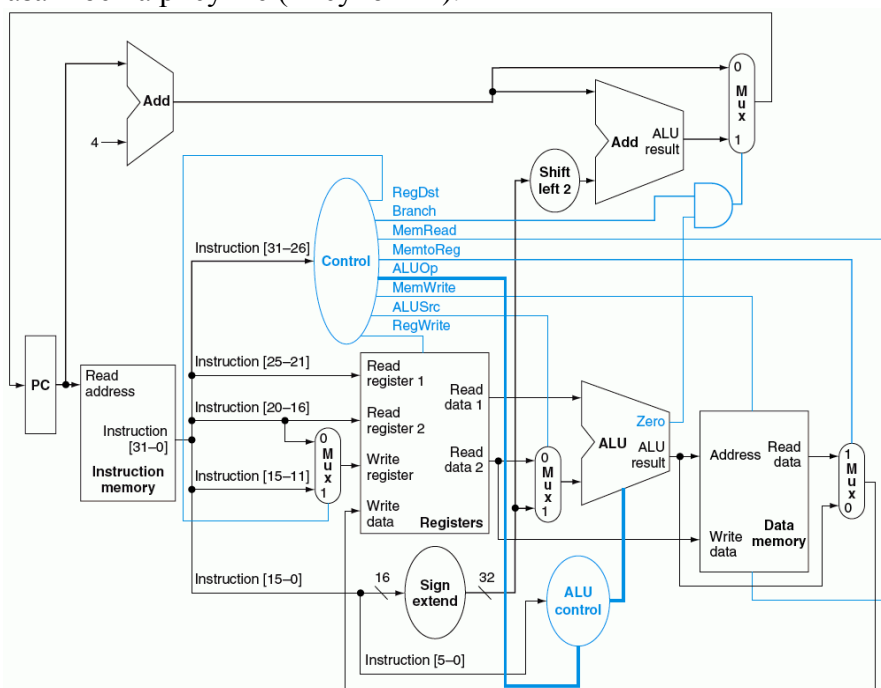 Add
4
0
M
u
x
1
Add
ALU
result
Shift
left 2
RegDst
Branch
MemRead
MemtoReg
ALUOp
MemWrite
ALUSrc
RegWrite
Instruction [31–26]
Control
PC
Read
address
Instruction
[31–0]
Instruction
memory
Instruction [25–21]
Instruction [20–16]
Instruction [15–11]
0
M
u
x
1
Read
register 1
Read
register 2
Write
register
Write
data
Read
data 1
Read
data 2
Registers
0
M
u
x
1
Zero
ALU
ALU
result
Address
Read
data
Write
data
Data
memory
1
M
u
x
0
Instruction [15–0]
16
Sign
extend
32
ALU
control
Instruction [5–0]